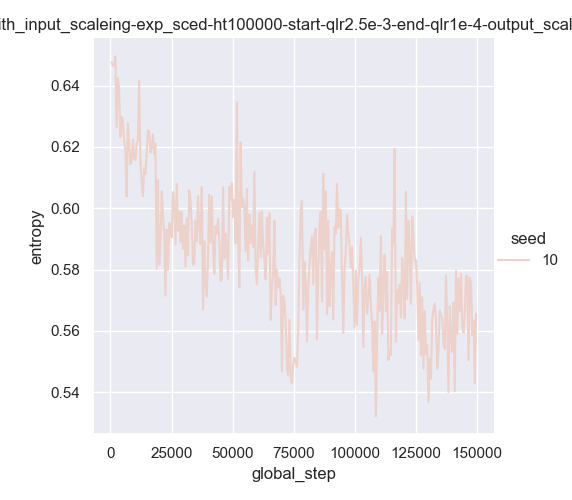 ith_input_scaleing-exp_sced-ht100000-start-qlr2.5e-3-end-qlr1e-4-output_scal
0.64
0.62
0.60
0.58
0.56
0.54
entropy
seed
10
0 25000 50000 75000 100000 125000 150000
global_step